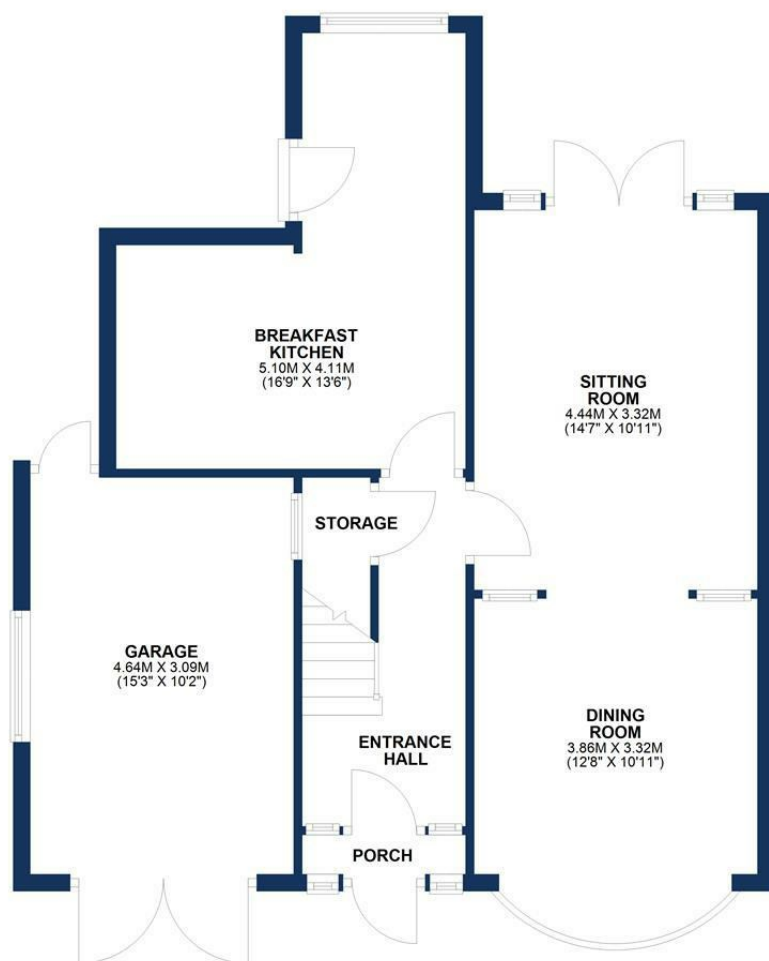 BREAKFAST
KITCHEN
5.10M X 4.11M
(16'9" X 13'6")
SITTING
ROOM
4.44M X 3.32M
(14'7" X 10'11")
STORAGE
GARAGE
4.64M X 3.09M
(15'3" X 10'2")
ENTRANCE
HALL
DINING
ROOM
3.86M X 3.32M
(12'8" X 10'11")
PORCH